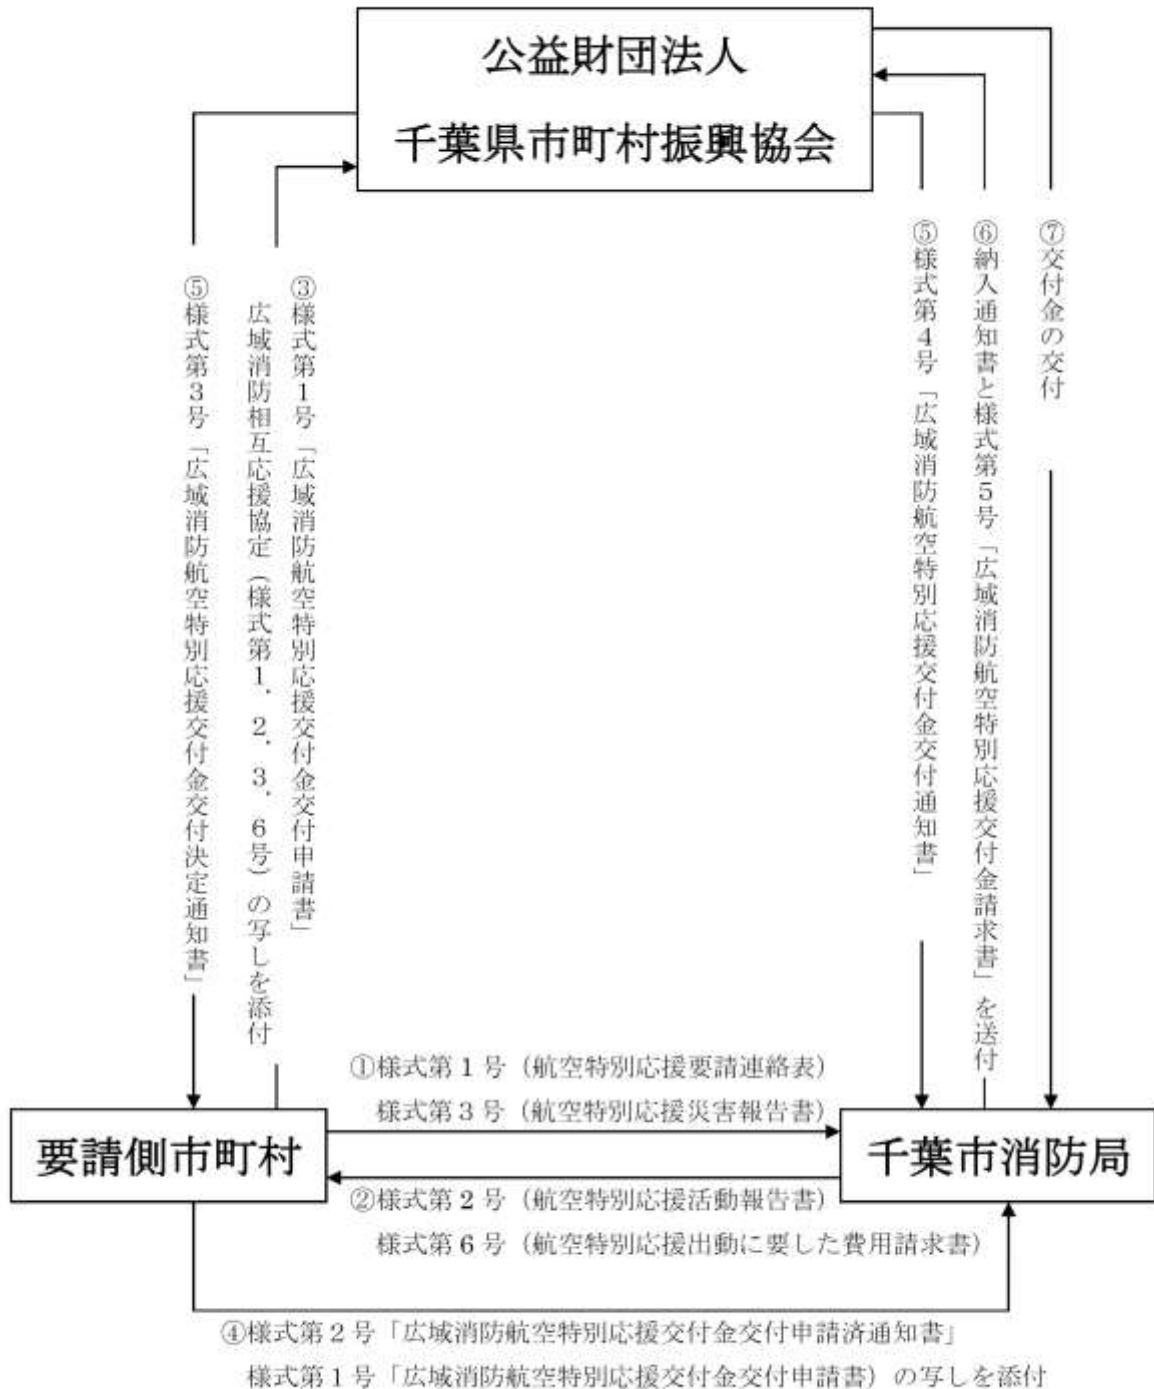 公益財団法人
千葉県市町村振興協会
⑦交付金の交付
⑥納入通知書と様式第5号「広域消防航空特別応援交付金請求書」を送付
⑤様式第4号「広域消防航空特別応援交付金交付通知書」
③様式第1号「広域消防航空特別応援交付金交付申請書」
広域消防相互応援協定（様式第1．2．3．6号）の写しを添付
⑤様式第3号「広域消防航空特別応援交付金交付決定通知書」
①様式第1号（航空特別応援要請連絡表）
様式第3号（航空特別応援災害報告書）
要請側市町村
千葉市消防局
②様式第2号（航空特別応援活動報告書）
様式第6号（航空特別応援出動に要した費用請求書）
④様式第2号「広域消防航空特別応援交付金交付申請済通知書」
様式第1号「広域消防航空特別応援交付金交付申請書）の写しを添付